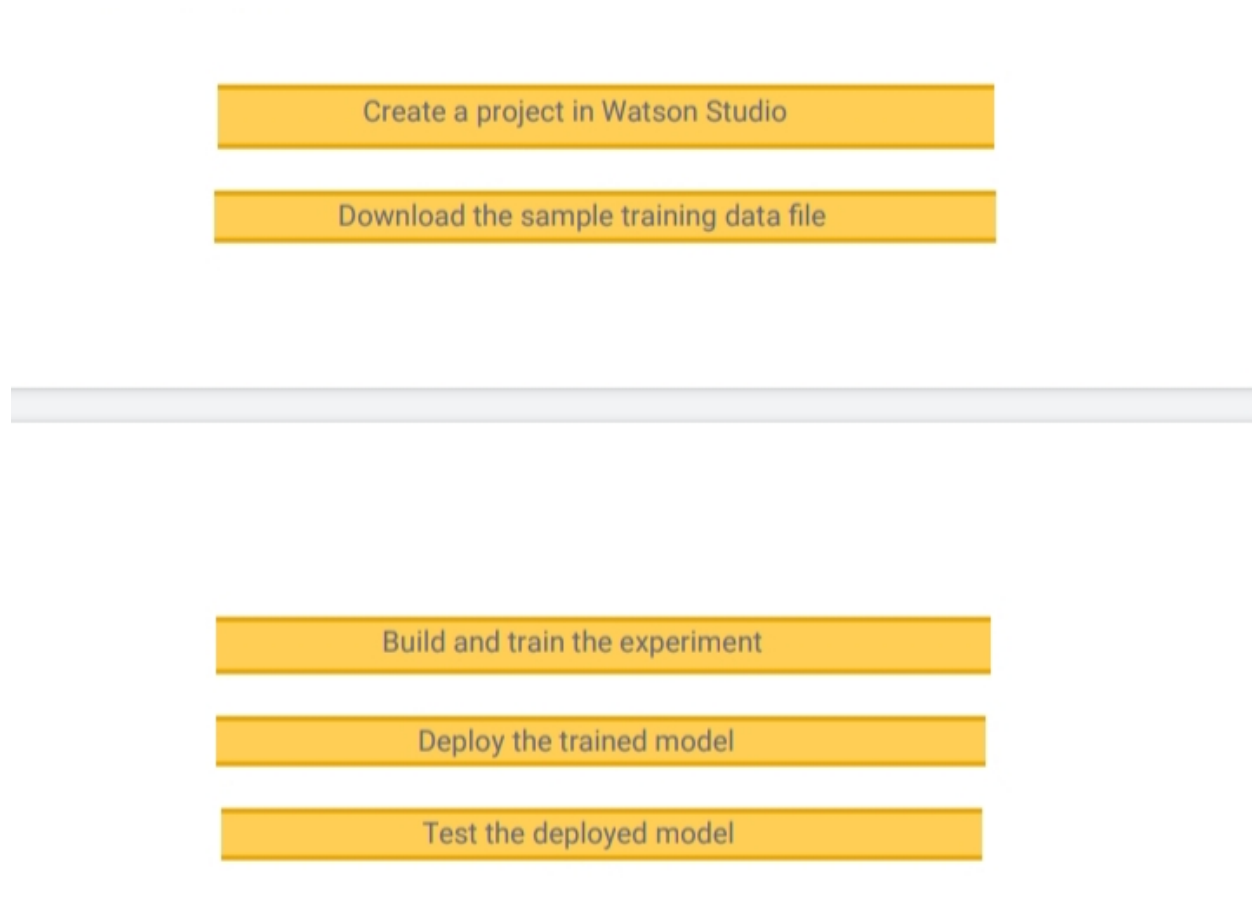 Create a project in Watson Studio
Download the sample training data file
Build and train the experiment
Deploy the trained model
Test the deployed model